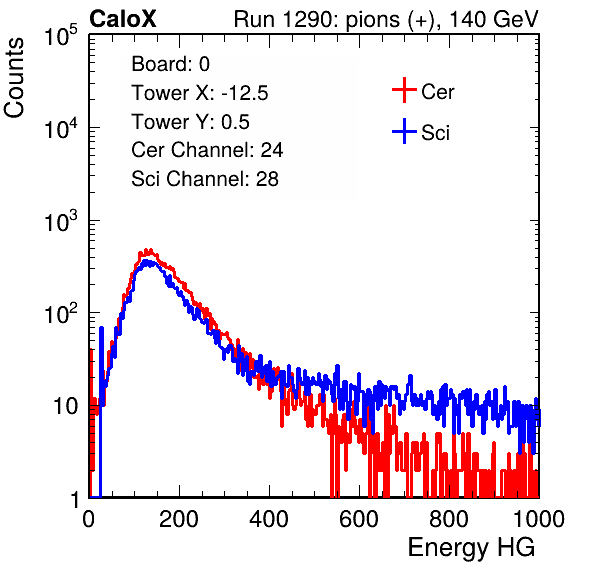 CaloX Run 1290: pions (+), 140 GeV
Counts
Board: 0
Tower X: -12.5
Tower Y: 0.5
Cer Channel: 24
Sci Channel: 28
Cer
Sci
10^5
10^4
10^3
10^2
10
1
0 200 400 600 800 1000
Energy HG